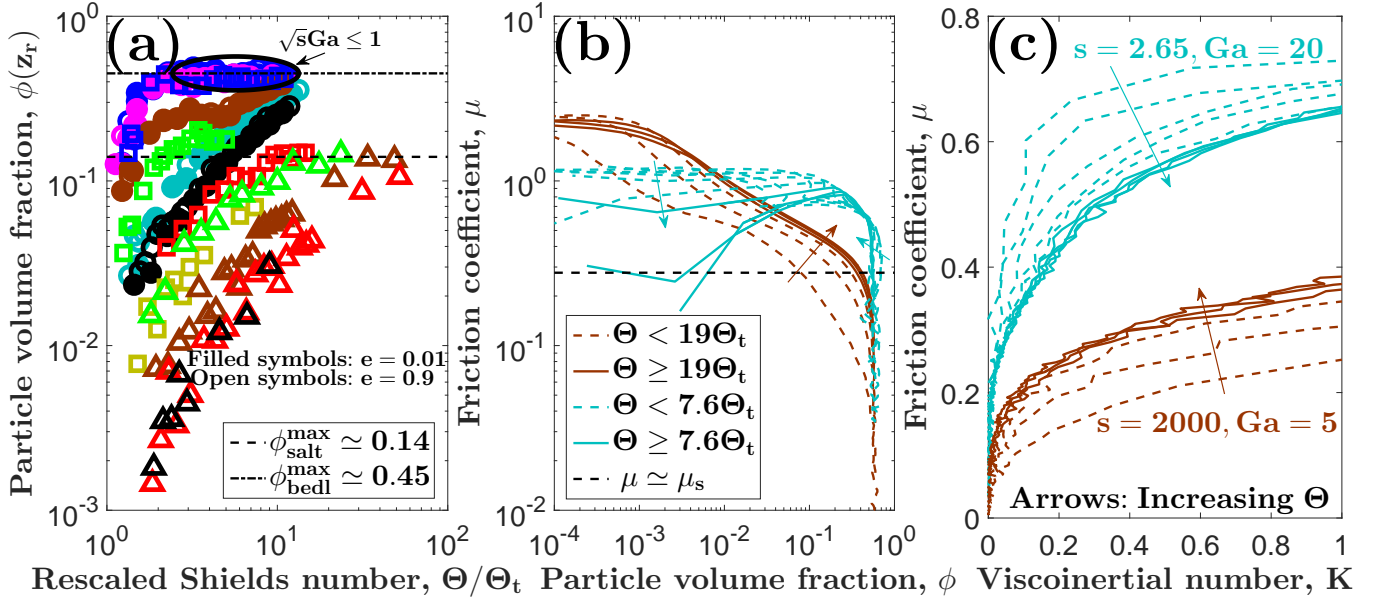 (a)
√sGa ≤ 1
Particle volume fraction, ϕ(z_r)
10^0
10^-1
10^-2
10^-3
Filled symbols: e = 0.01
Open symbols: e = 0.9
ϕ_salt^max ≃ 0.14
ϕ_bedl^max ≃ 0.45
10^0 10^1 10^2
Rescaled Shields number, Θ/Θ_t
(b)
Friction coefficient, μ
10^2
10^1
10^0
10^-1
10^-2
Θ < 19Θ_t
Θ ≥ 19Θ_t
Θ < 7.6Θ_t
Θ ≥ 7.6Θ_t
μ ≃ μ_s
10^-4 10^-3 10^-2 10^-1 10^0
Particle volume fraction, ϕ
(c)
Friction coefficient, μ
0.8
0.6
0.4
0.2
0
s = 2.65, Ga = 20
s = 2000, Ga = 5
Arrows: Increasing Θ
0 0.2 0.4 0.6 0.8 1
Viscoinertial number, K